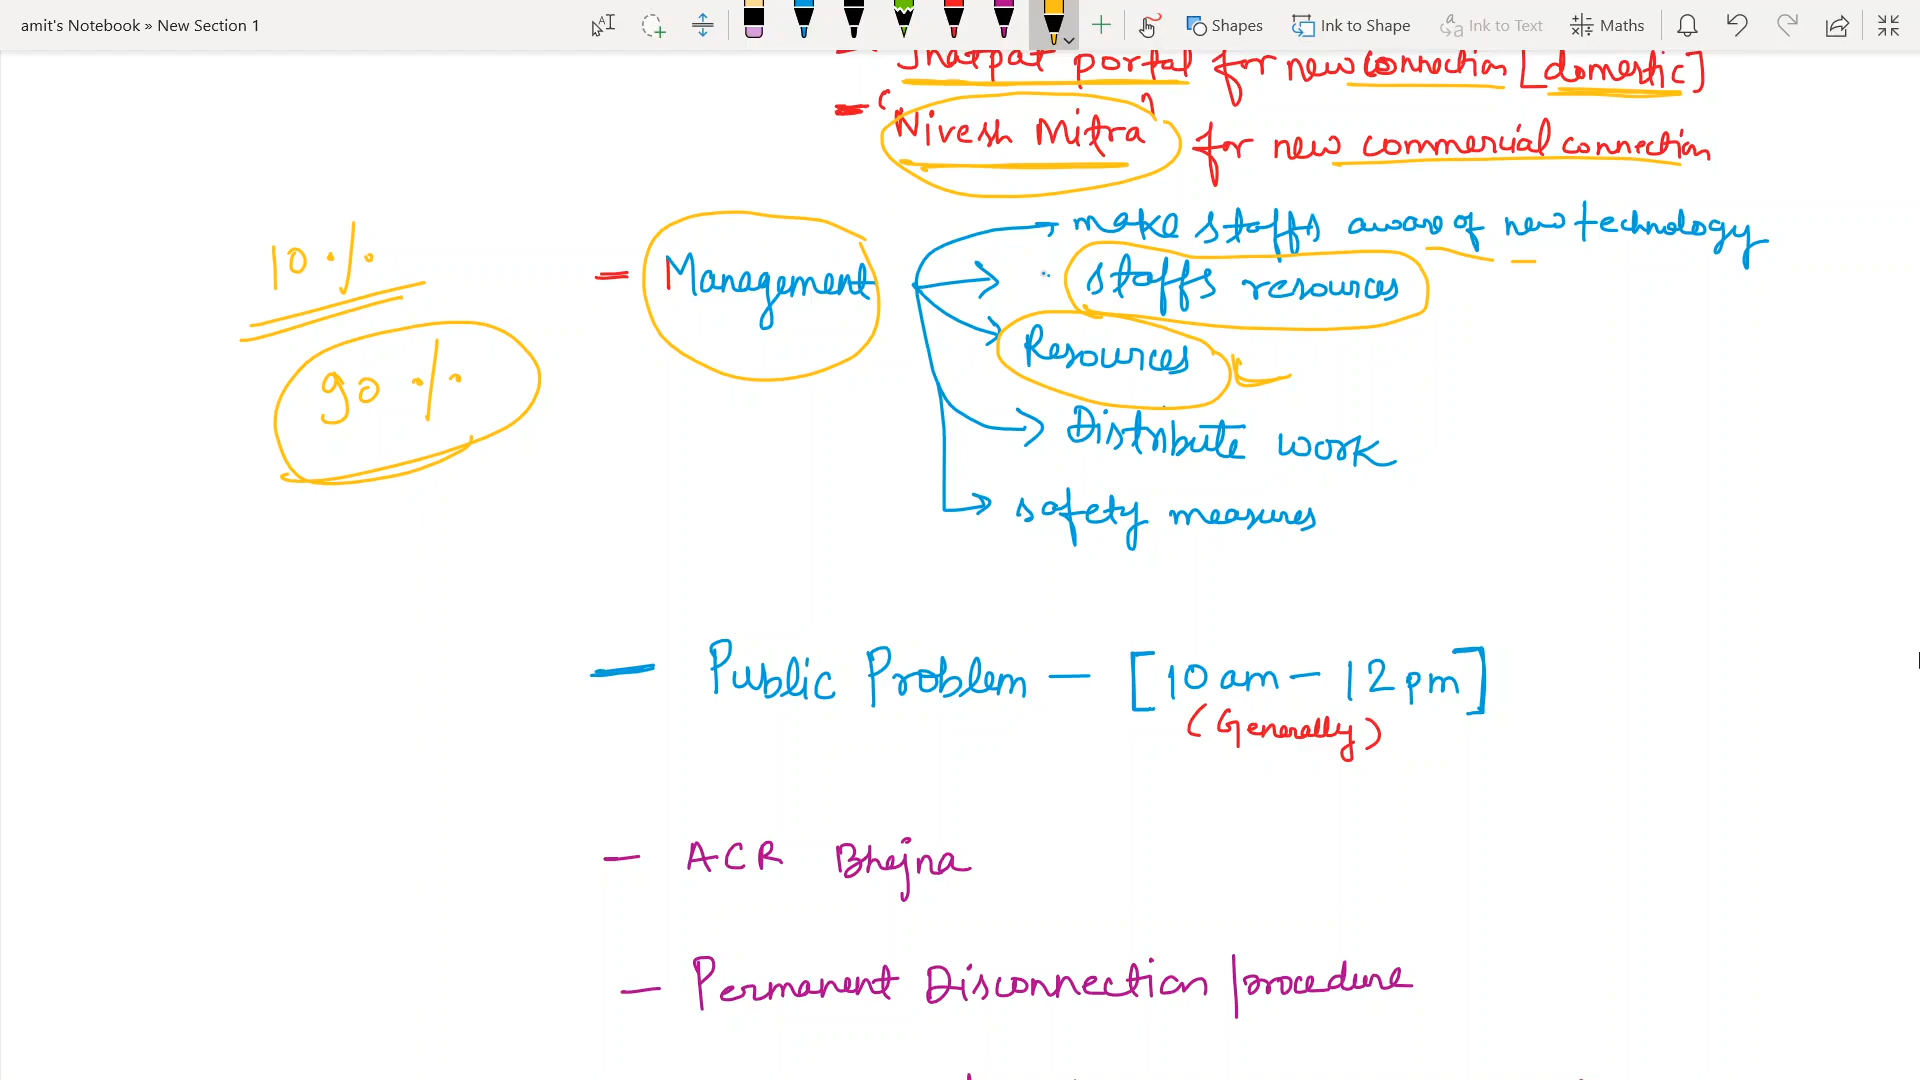 amit's Notebook » New Section 1
Shapes
Ink to Shape
Ink to Text
Maths
Jhatpat portal for new connection [domestic]
= "Nivesh Mitra" for new commercial connection
10 %
90 %
= Management
→ make staffs aware of new technology
→ staffs resources
→ Resources
→ Distribute work
→ safety measures
— Public Problem — [10 am — 12 pm]
(Generally)
— ACR Bhejna
— Permanent Disconnection procedure